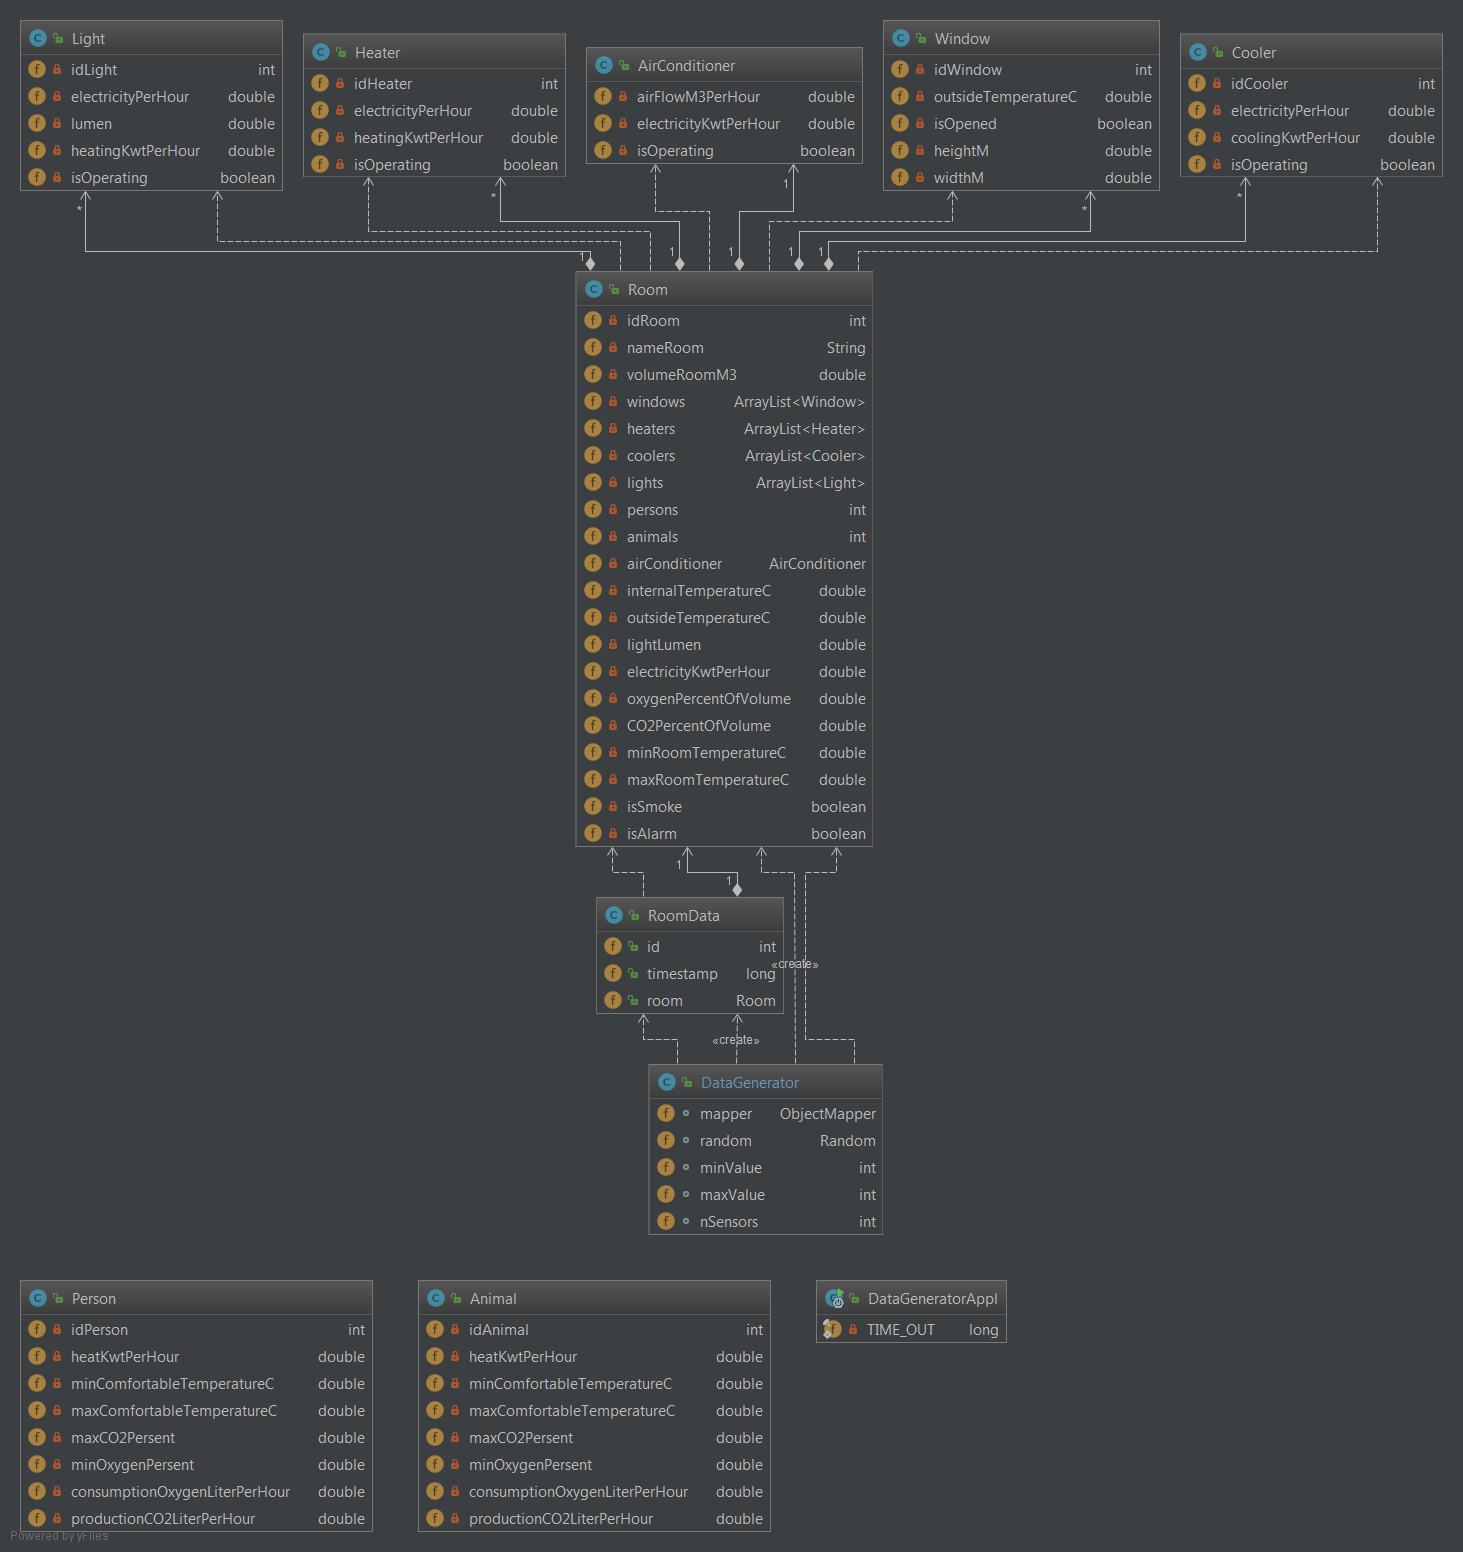 Light
idLight int
electricityPerHour double
lumen double
heatingKwtPerHour double
isOperating boolean
Heater
idHeater int
electricityPerHour double
heatingKwtPerHour double
isOperating boolean
AirConditioner
airFlowM3PerHour double
electricityKwtPerHour double
isOperating boolean
Window
idWindow int
outsideTemperatureC double
isOpened boolean
heightM double
widthM double
Cooler
idCooler int
electricityPerHour double
coolingKwtPerHour double
isOperating boolean
* * 1 * *
1 1 1 1 1
Room
idRoom int
nameRoom String
volumeRoomM3 double
windows ArrayList<Window>
heaters ArrayList<Heater>
coolers ArrayList<Cooler>
lights ArrayList<Light>
persons int
animals int
airConditioner AirConditioner
internalTemperatureC double
outsideTemperatureC double
lightLumen double
electricityKwtPerHour double
oxygenPercentOfVolume double
CO2PercentOfVolume double
minRoomTemperatureC double
maxRoomTemperatureC double
isSmoke boolean
isAlarm boolean
1
1
RoomData
id int
timestamp long
room Room
«create»
«create»
DataGenerator
mapper ObjectMapper
random Random
minValue int
maxValue int
nSensors int
Person
idPerson int
heatKwtPerHour double
minComfortableTemperatureC double
maxComfortableTemperatureC double
maxCO2Persent double
minOxygenPersent double
consumptionOxygenLiterPerHour double
productionCO2LiterPerHour double
Animal
idAnimal int
heatKwtPerHour double
minComfortableTemperatureC double
maxComfortableTemperatureC double
maxCO2Persent double
minOxygenPersent double
consumptionOxygenLiterPerHour double
productionCO2LiterPerHour double
DataGeneratorAppl
TIME_OUT long
Powered by yFiles